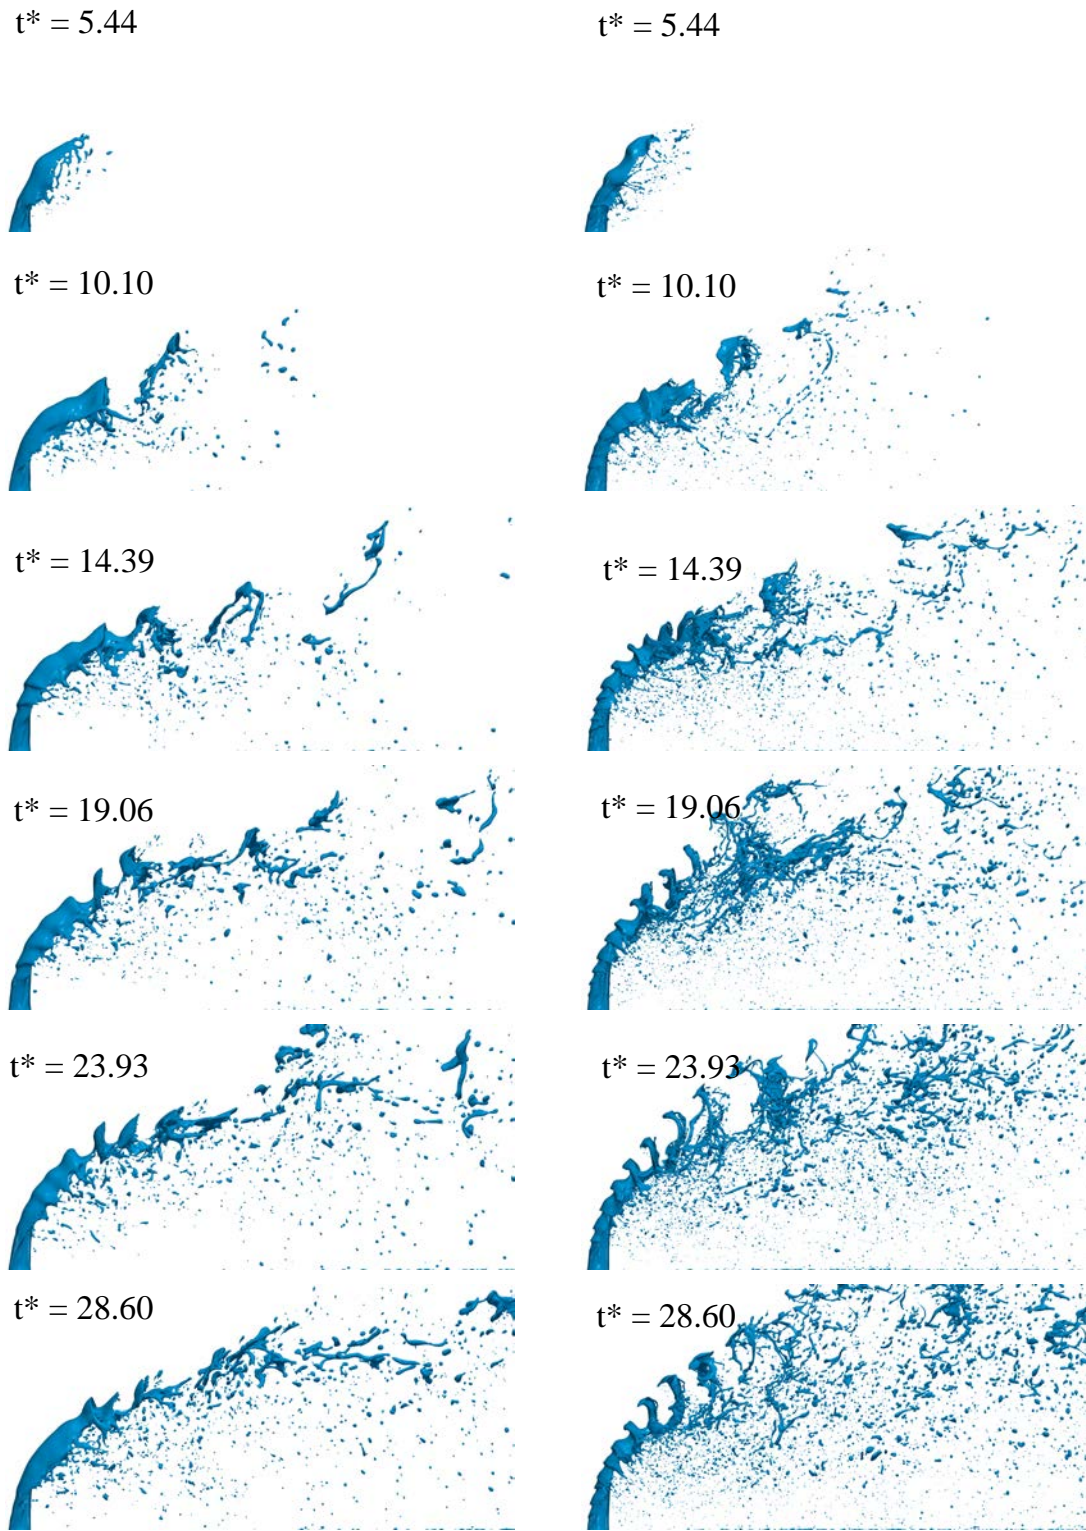 t* = 5.44
t* = 5.44
t* = 10.10
t* = 10.10
t* = 14.39
t* = 14.39
t* = 19.06
t* = 19.06
t* = 23.93
t* = 23.93
t* = 28.60
t* = 28.60